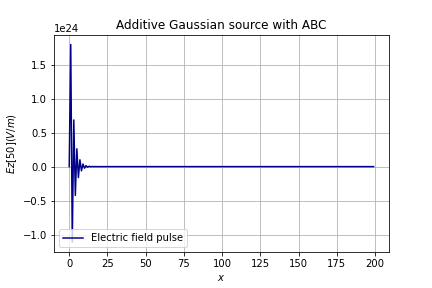 Additive Gaussian source with ABC
1e24
1.5
1.0
0.5
0.0
−0.5
−1.0
Ez[50](V/m)
Electric field pulse
0 25 50 75 100 125 150 175 200
x